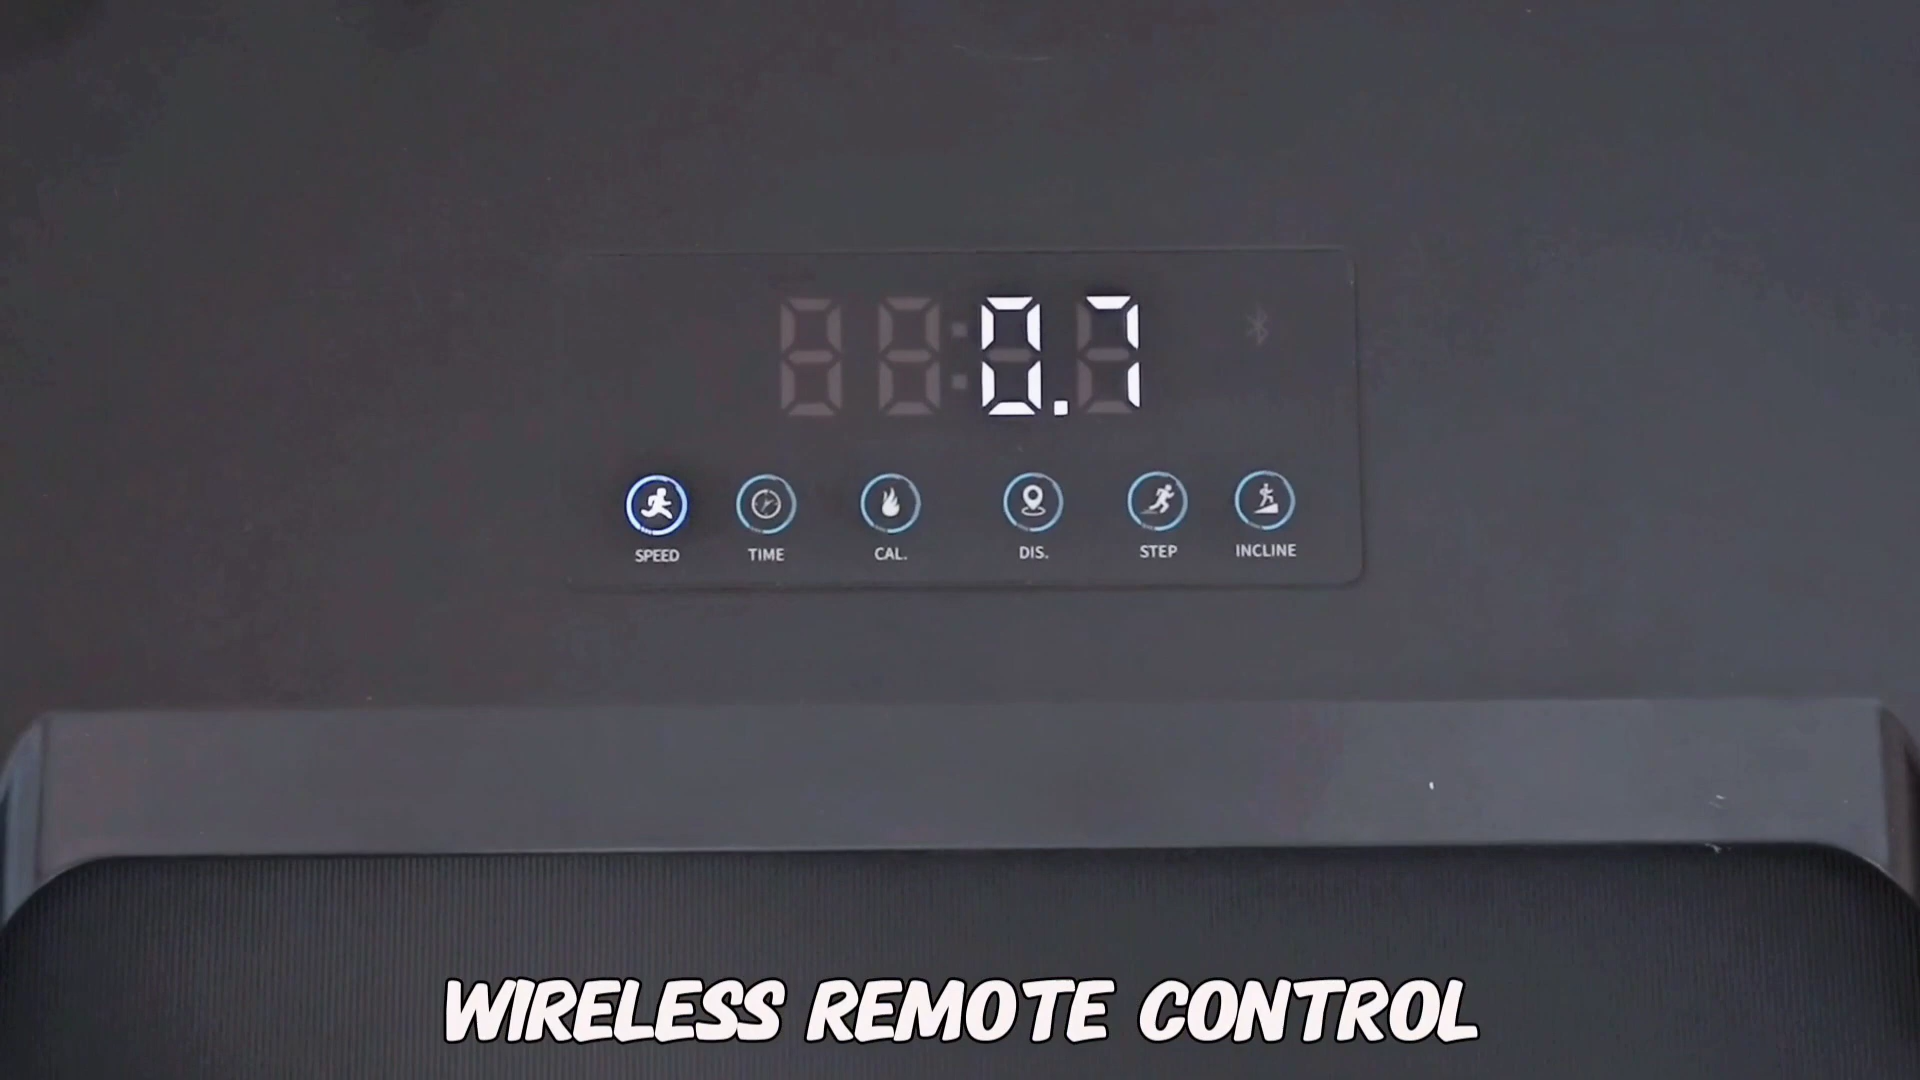 0.7
SPEED TIME CAL. DIS. STEP INCLINE
WIRELESS REMOTE CONTROL